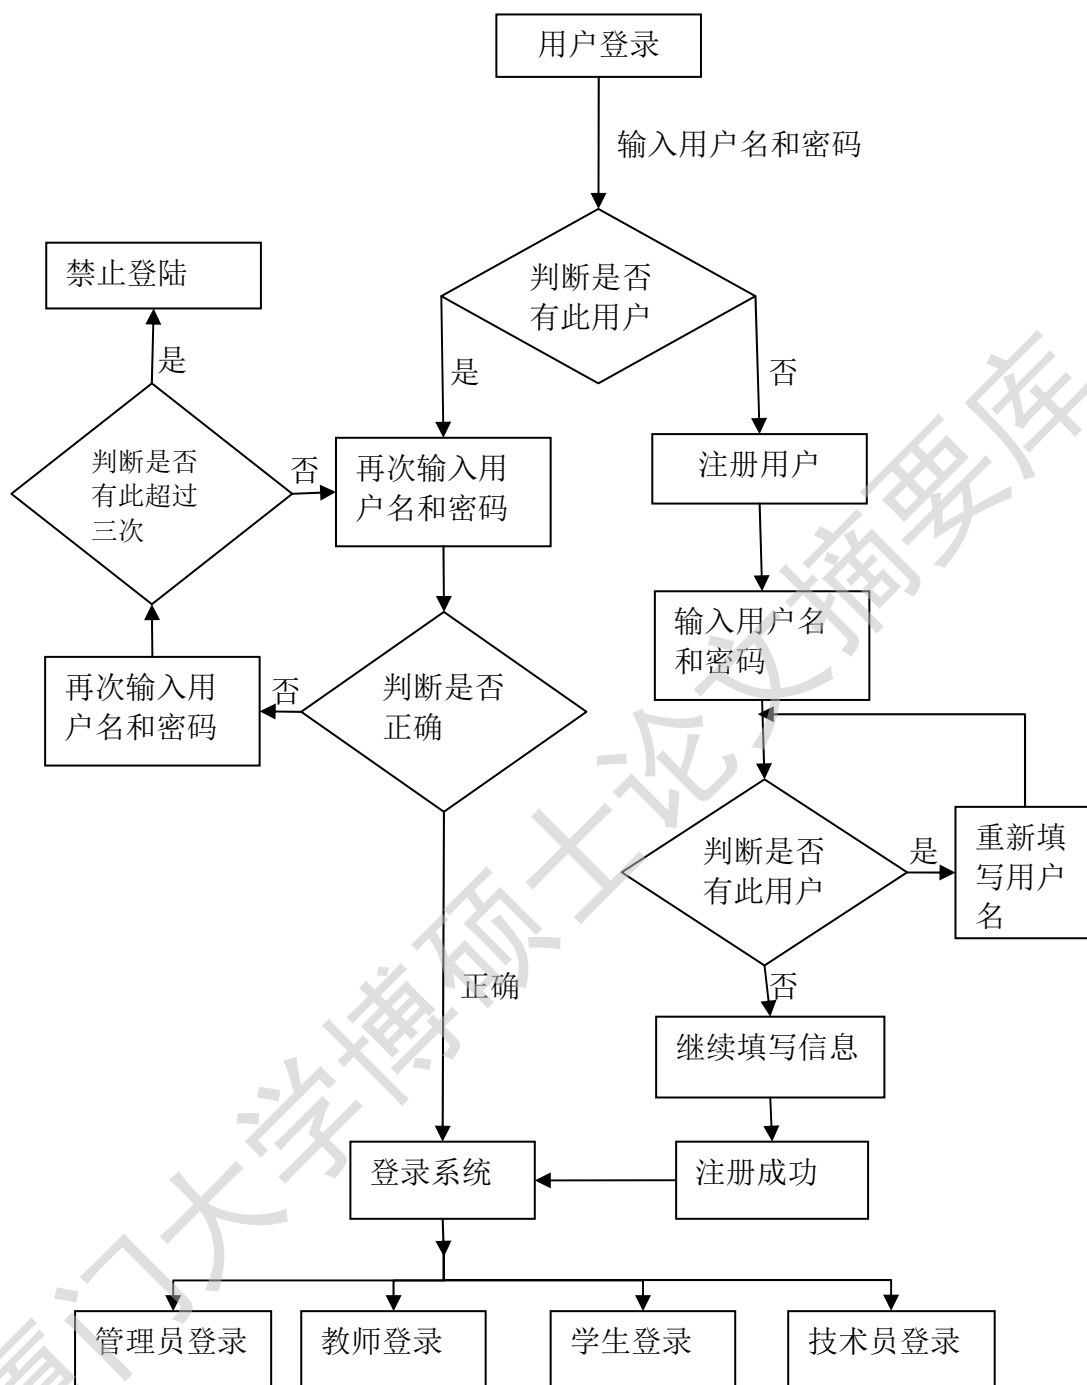 用户登录
输入用户名和密码
判断是否
有此用户
禁止登陆
是
是
否
判断是否
有此超过
三次
否
再次输入用
户名和密码
注册用户
输入用户名
和密码
再次输入用
户名和密码
否
判断是否
正确
判断是否
有此用户
是
重新填
写用户
名
正确
否
继续填写信息
登录系统
注册成功
管理员登录
教师登录
学生登录
技术员登录
厦门大学博硕士论文摘要库